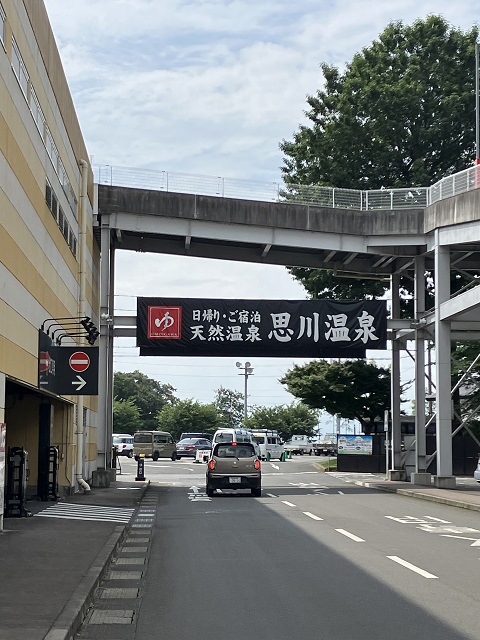 ゆ
日帰り・ご宿泊
天然温泉 思川温泉